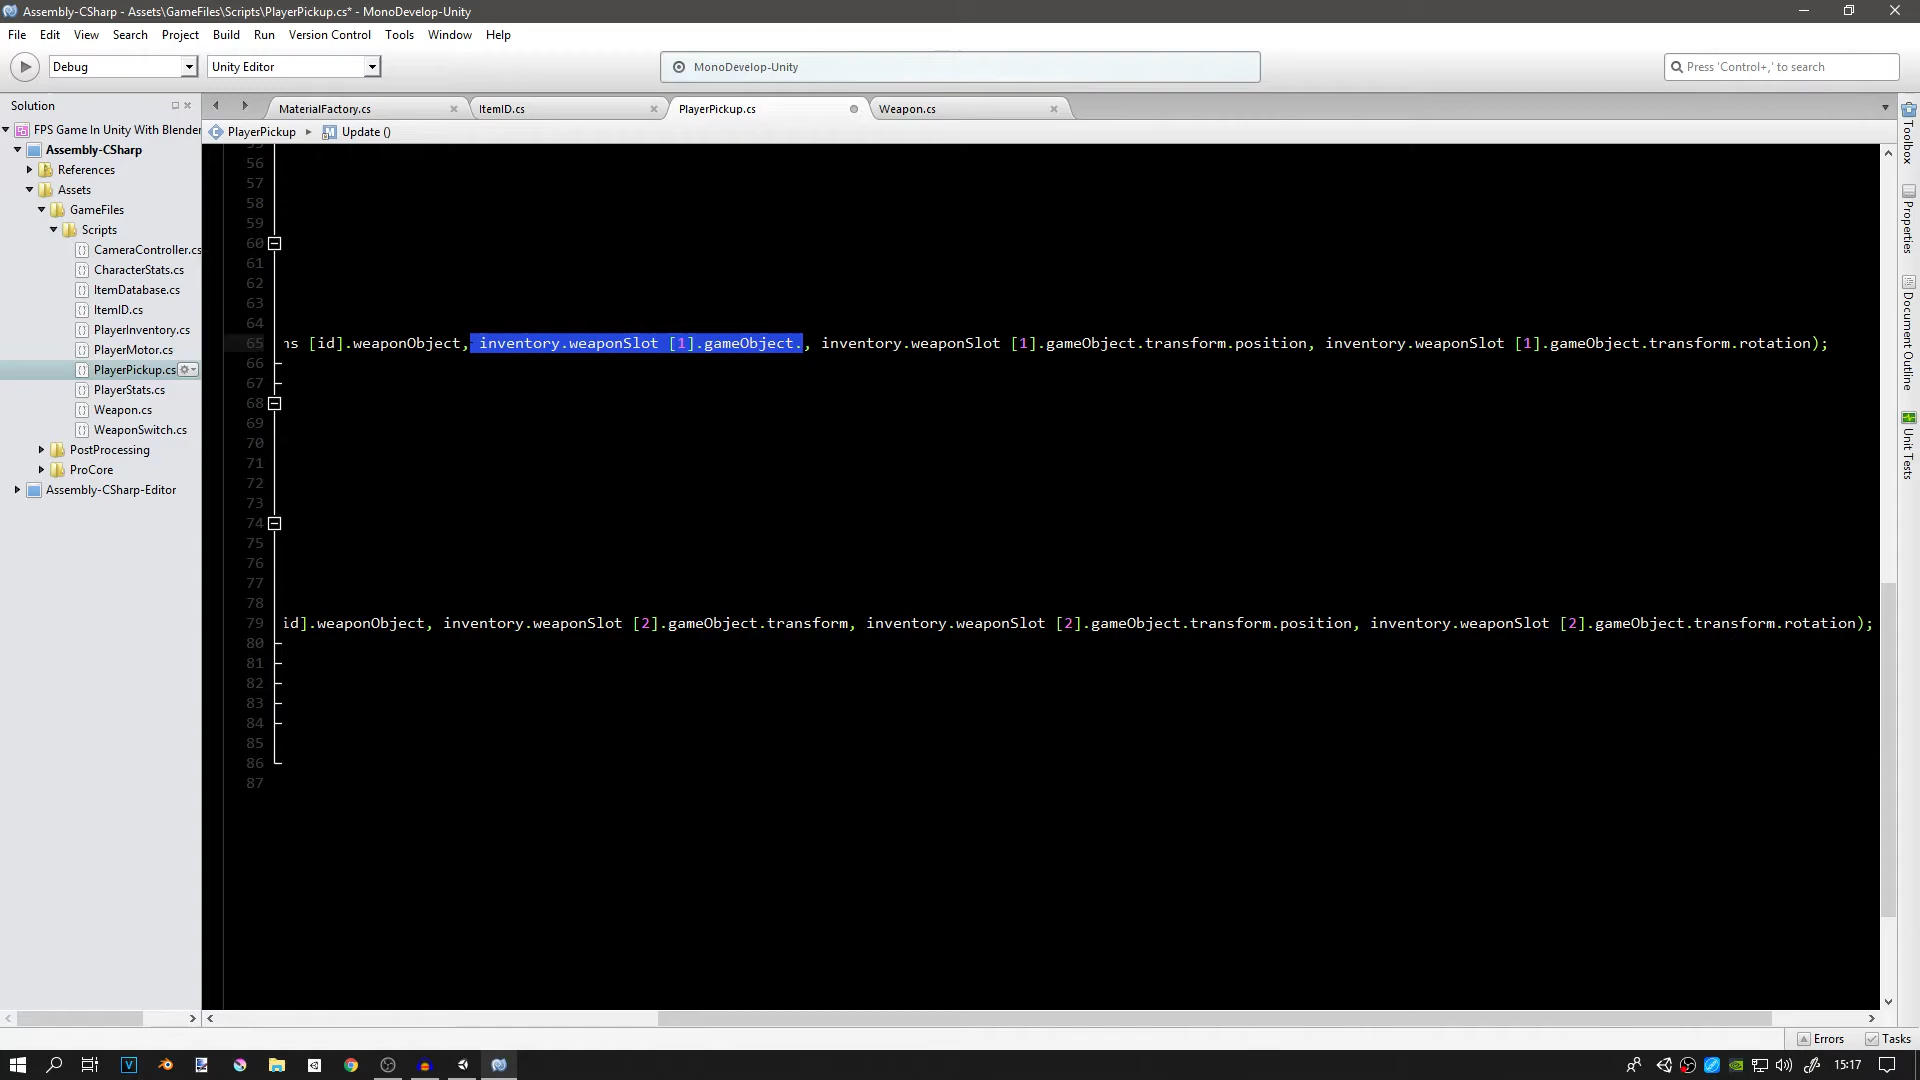 Assembly-CSharp - Assets\GameFiles\Scripts\PlayerPickup.cs* - MonoDevelop-Unity
File Edit View Search Project Build Run Version Control Tools Window Help
Debug
Unity Editor
MonoDevelop-Unity
Press 'Control+,' to search
Solution
MaterialFactory.cs
ItemID.cs
PlayerPickup.cs
Weapon.cs
PlayerPickup
Update ()
FPS Game In Unity With Blender
Assembly-CSharp
References
Assets
GameFiles
Scripts
CameraController.cs
CharacterStats.cs
ItemDatabase.cs
ItemID.cs
PlayerInventory.cs
PlayerMotor.cs
PlayerPickup.cs
PlayerStats.cs
Weapon.cs
WeaponSwitch.cs
PostProcessing
ProCore
Assembly-CSharp-Editor
56
57
58
59
60
61
62
63
64
65 ns [id].weaponObject, inventory.weaponSlot [1].gameObject., inventory.weaponSlot [1].gameObject.transform.position, inventory.weaponSlot [1].gameObject.transform.rotation);
66
67
68
69
70
71
72
73
74
75
76
77
78
79 id].weaponObject, inventory.weaponSlot [2].gameObject.transform, inventory.weaponSlot [2].gameObject.transform.position, inventory.weaponSlot [2].gameObject.transform.rotation);
80
81
82
83
84
85
86
87
Toolbox
Properties
Document Outline
Unit Tests
Errors
Tasks
15:17